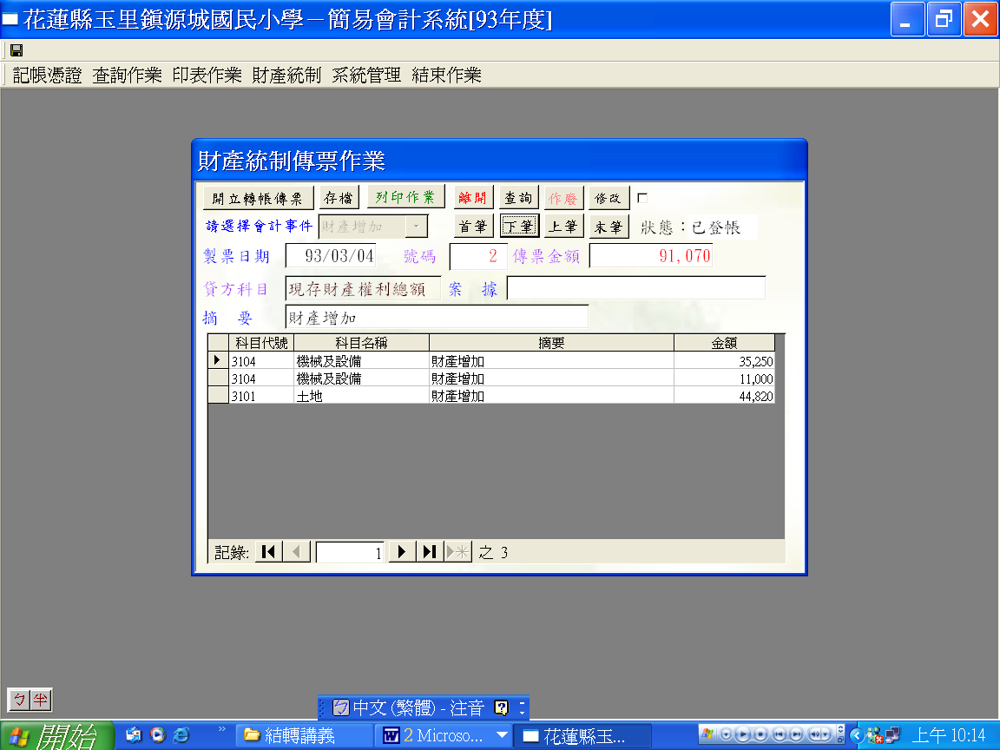 花蓮縣玉里鎮源城國民小學－簡易會計系統[93年度]
記帳憑證 查詢作業 印表作業 財產統制 系統管理 結束作業
財產統制傳票作業
開立轉帳傳票 存檔 列印作業 離開 查詢 作廢 修改
請選擇會計事件 財產增加 首筆 下筆 上筆 末筆 狀態：已登帳
製票日期 93/03/04 號碼 2 傳票金額 91,070
貸方科目 現存財產權利總額 案 據
摘 要 財產增加
科目代號 科目名稱 摘要 金額
3104 機械及設備 財產增加 35,250
3104 機械及設備 財產增加 11,000
3101 土地 財產增加 44,820
記錄: 1 之 3
ㄅ 半
中文 (繁體) - 注音
開始 結轉講義 2 Microso... 花蓮縣玉... 上午 10:14